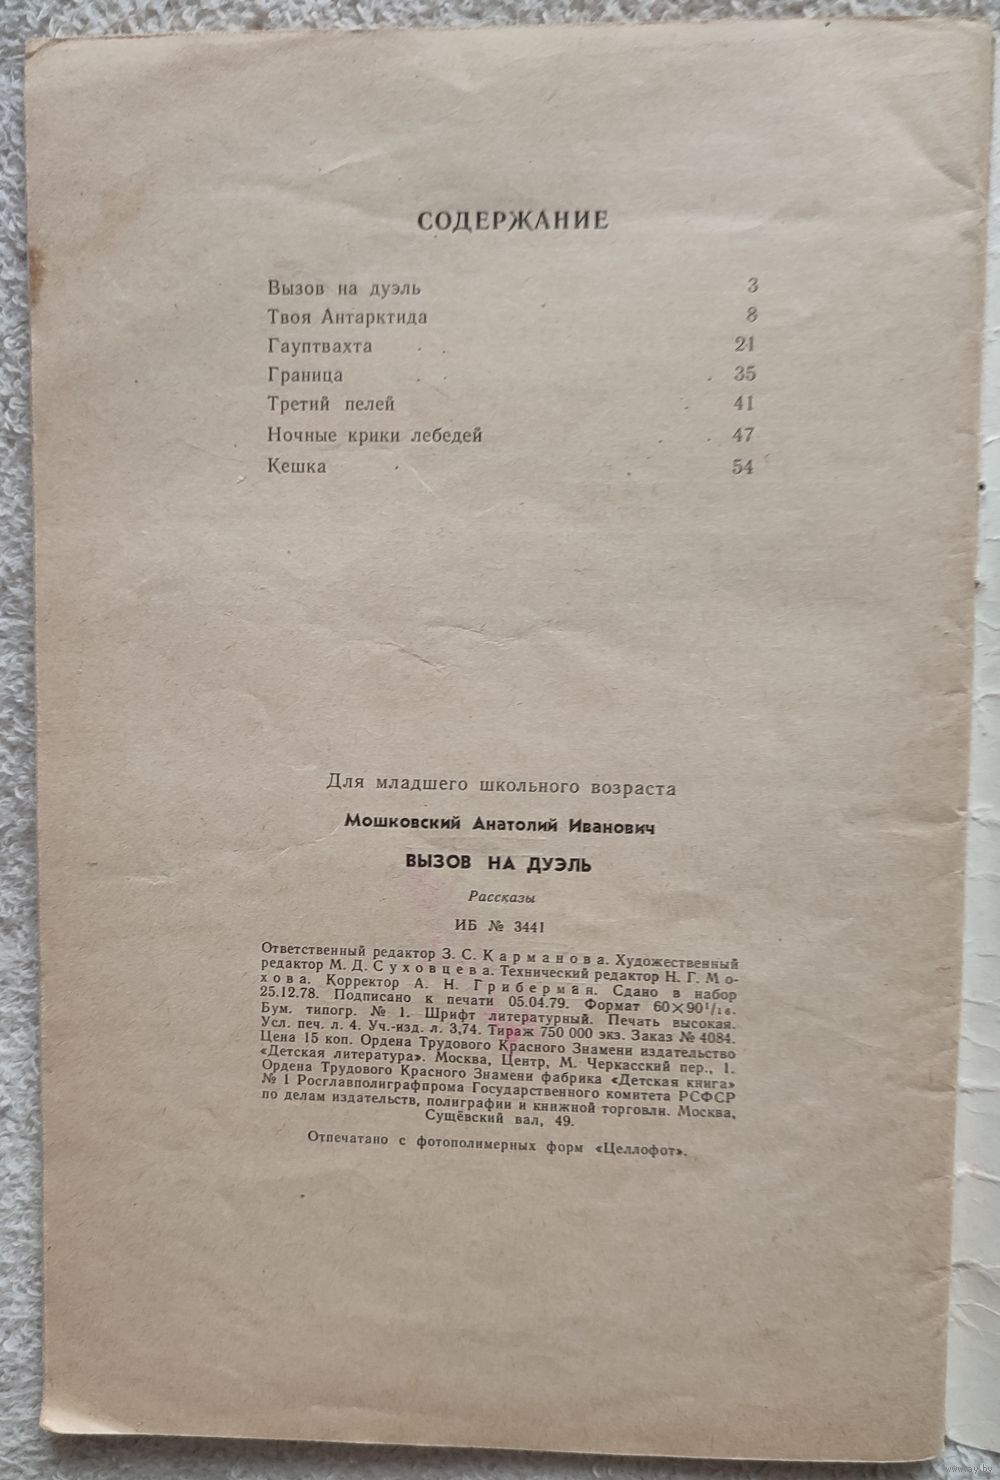 СОДЕРЖАНИЕ
Вызов на дуэль 3
Твоя Антарктида 8
Гауптвахта . . 21
Граница . . . 35
Третий пелей . 41
Ночные крики лебедей . . 47
Кешка . . 54
Для младшего школьного возраста
Мошковский Анатолий Иванович
ВЫЗОВ НА ДУЭЛЬ
Рассказы
ИБ № 3441
Ответственный редактор З. С. Карманова. Художественный
редактор М. Д. Суховцева. Технический редактор Н. Г. Мо-
хова. Корректор А. Н. Гриберман. Сдано в набор
25.12.78. Подписано к печати 05.04.79. Формат 60×90¹/₁₆.
Бум. типогр. № 1. Шрифт литературный. Печать высокая.
Усл. печ. л. 4. Уч.-изд. л. 3,74. Тираж 750 000 экз. Заказ № 4084.
Цена 15 коп. Ордена Трудового Красного Знамени издательство
«Детская литература». Москва, Центр, М. Черкасский пер., 1.
Ордена Трудового Красного Знамени фабрика «Детская книга»
№ 1 Росглавполиграфпрома Государственного комитета РСФСР
по делам издательств, полиграфии и книжной торговли. Москва,
Сущёвский вал, 49.
Отпечатано с фотополимерных форм «Целлофот».
www.ay.by